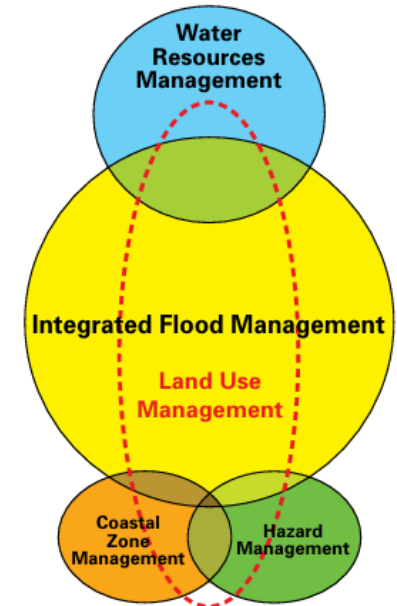 Water
Resources
Management
Integrated Flood Management
Land Use
Management
Coastal
Zone
Management
Hazard
Management